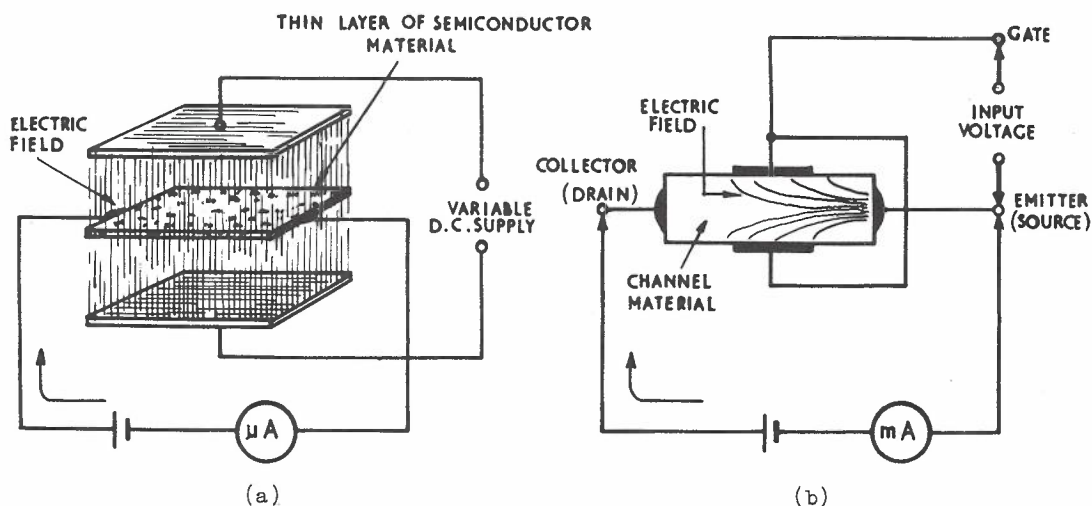 THIN LAYER OF SEMICONDUCTOR
MATERIAL
ELECTRIC
FIELD
VARIABLE
D.C. SUPPLY
μA
(a)
GATE
ELECTRIC
FIELD
INPUT
VOLTAGE
COLLECTOR
(DRAIN)
EMITTER
(SOURCE)
CHANNEL
MATERIAL
mA
(b)